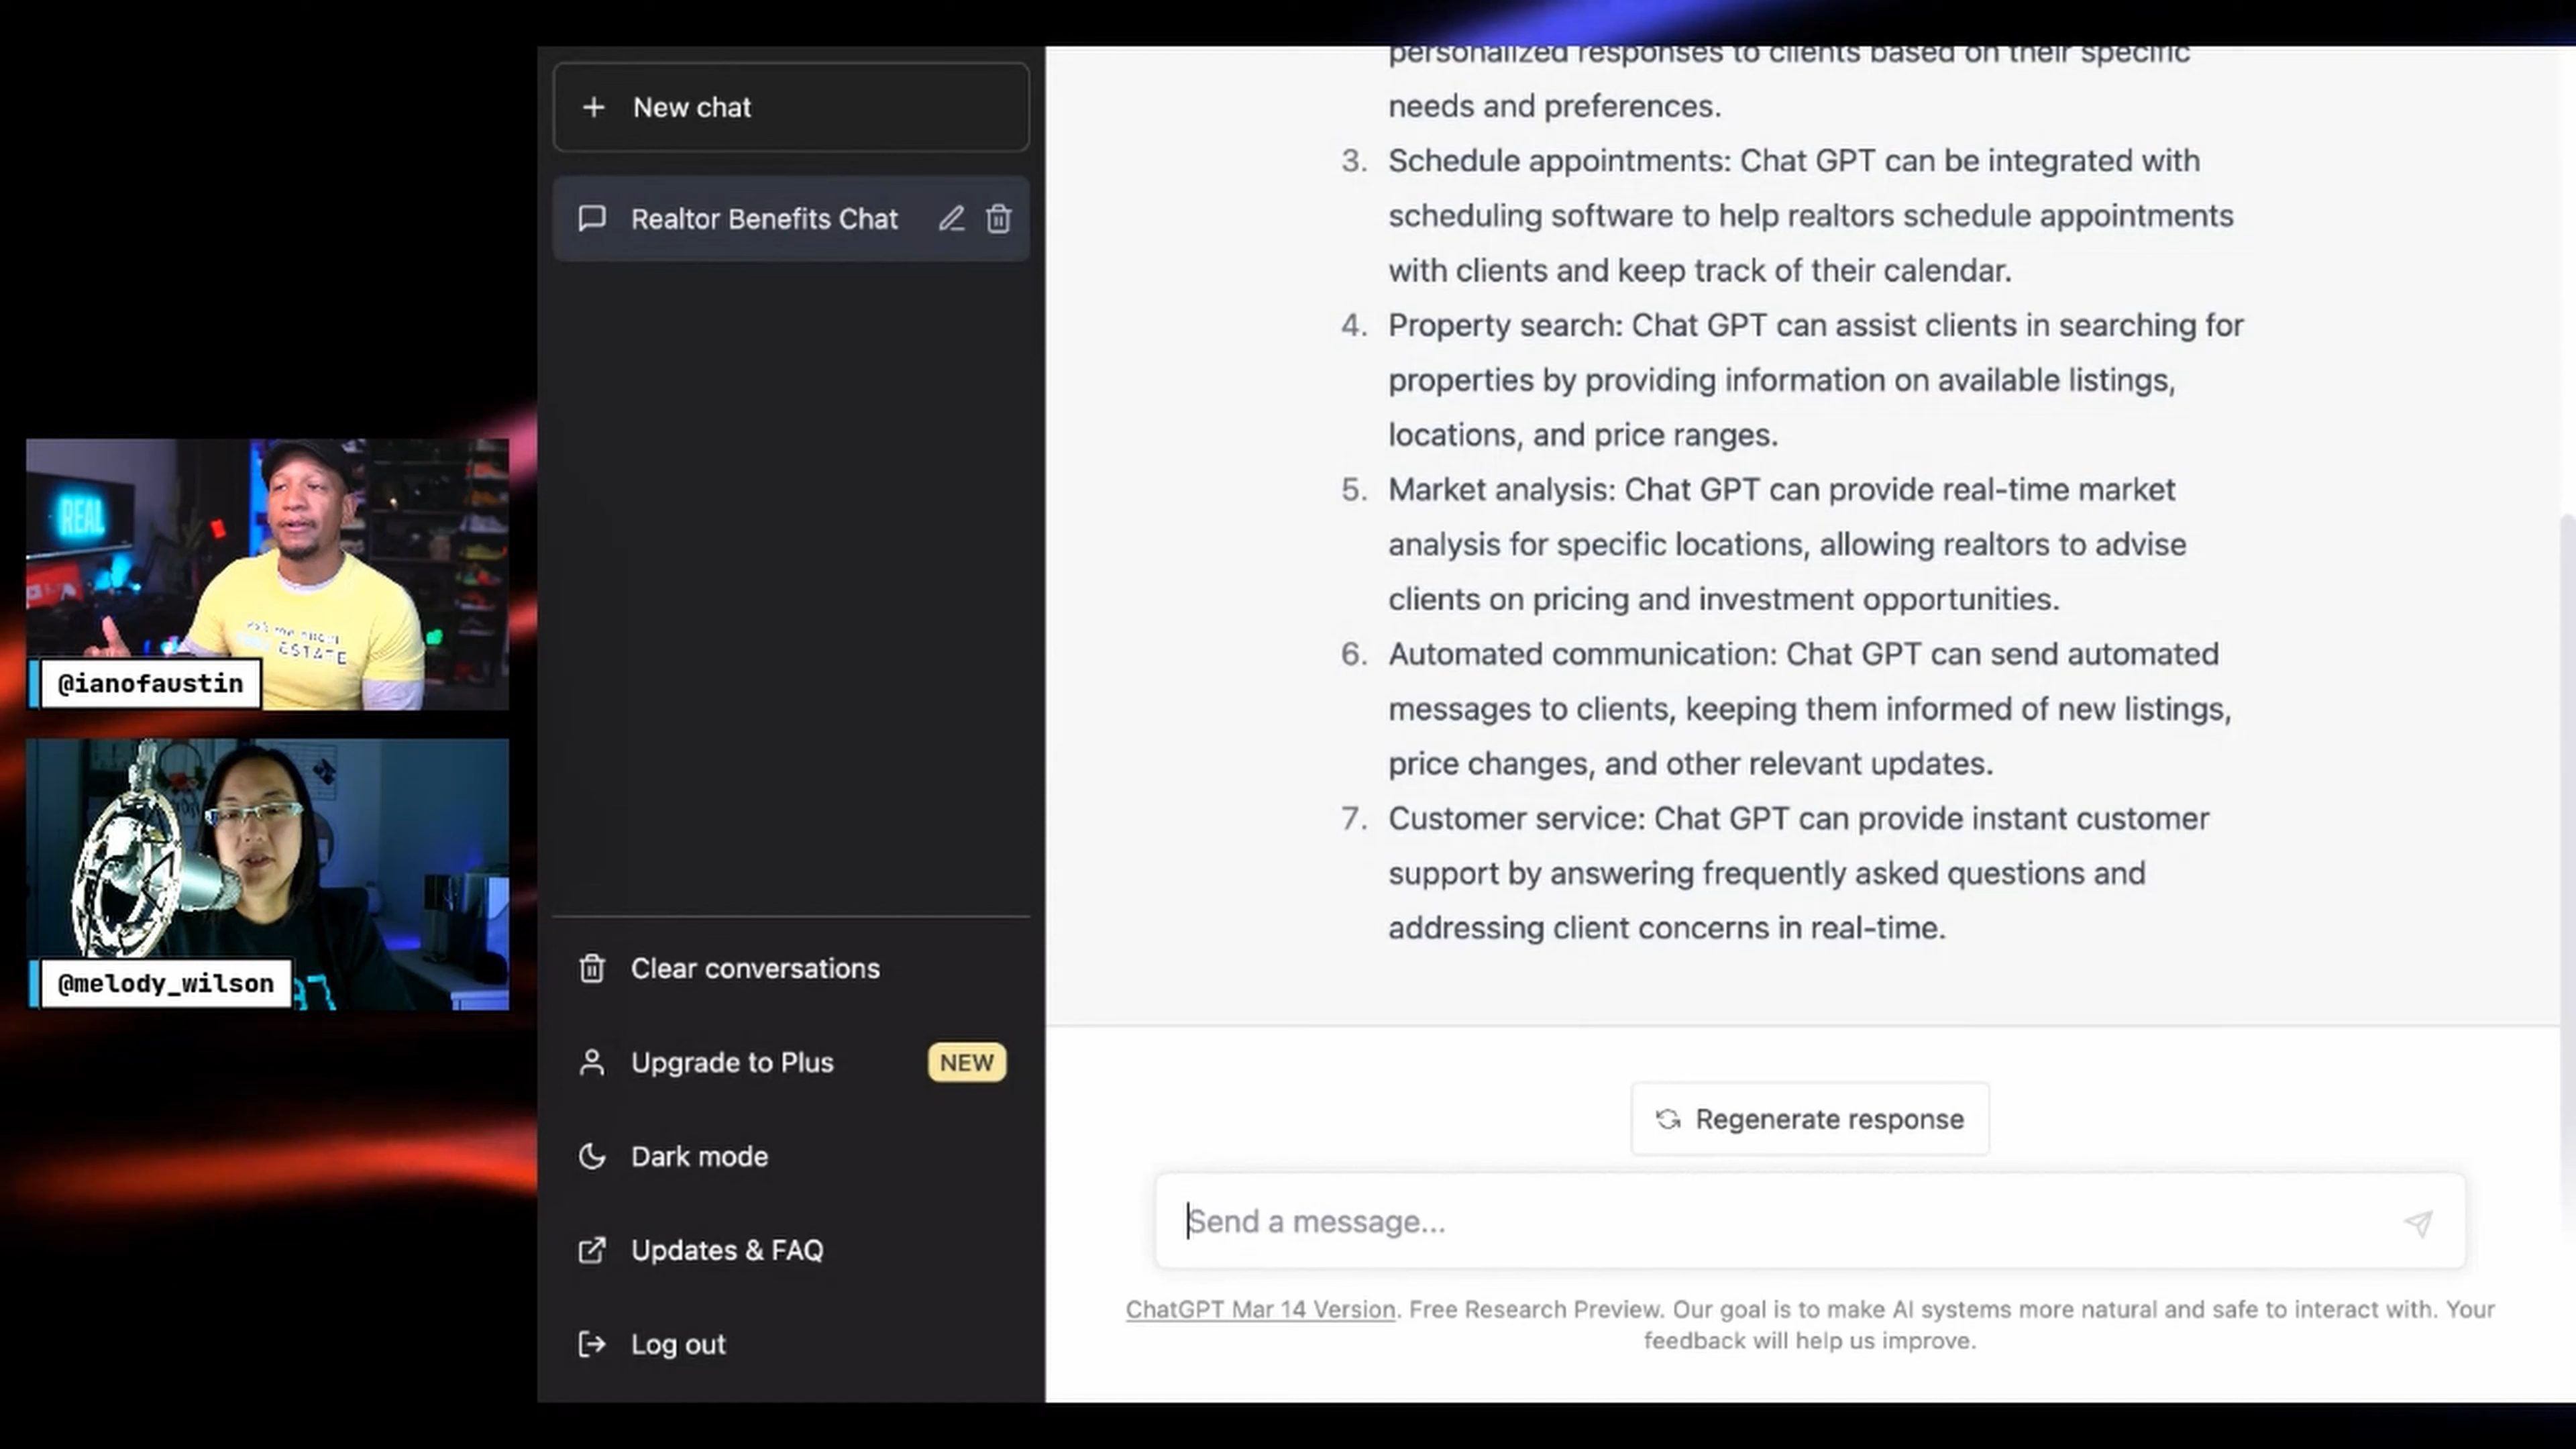 New chat
Realtor Benefits Chat
Clear conversations
Upgrade to Plus
NEW
Dark mode
Updates & FAQ
Log out
REAL
ESTATE
@ianofaustin
@melody_wilson
personalized responses to clients based on their specific
needs and preferences.
3. Schedule appointments: Chat GPT can be integrated with
scheduling software to help realtors schedule appointments
with clients and keep track of their calendar.
4. Property search: Chat GPT can assist clients in searching for
properties by providing information on available listings,
locations, and price ranges.
5. Market analysis: Chat GPT can provide real-time market
analysis for specific locations, allowing realtors to advise
clients on pricing and investment opportunities.
6. Automated communication: Chat GPT can send automated
messages to clients, keeping them informed of new listings,
price changes, and other relevant updates.
7. Customer service: Chat GPT can provide instant customer
support by answering frequently asked questions and
addressing client concerns in real-time.
Regenerate response
Send a message...
ChatGPT Mar 14 Version. Free Research Preview. Our goal is to make AI systems more natural and safe to interact with. Your
feedback will help us improve.